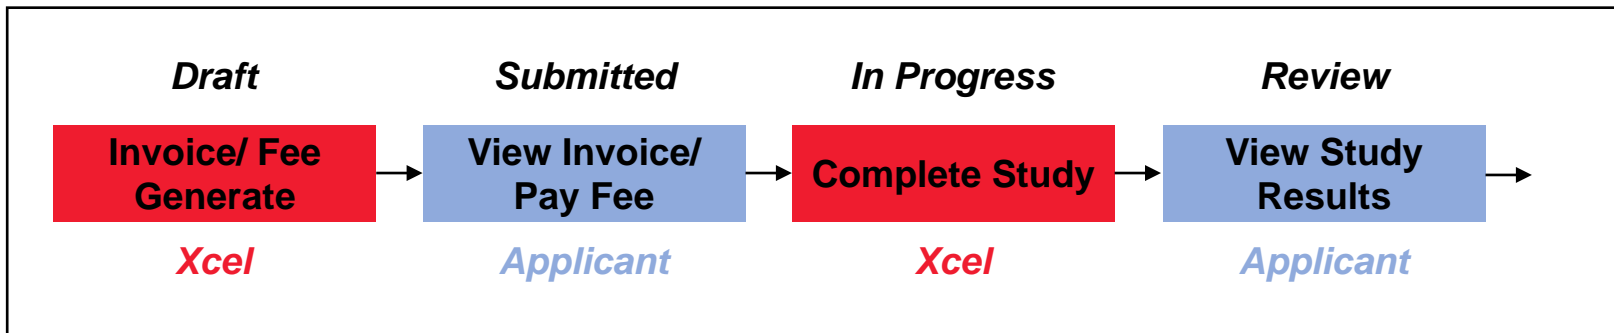 Draft Submitted In Progress Review
Invoice/ Fee
Generate
View Invoice/
Pay Fee
Complete Study
View Study
Results
Xcel Applicant Xcel Applicant